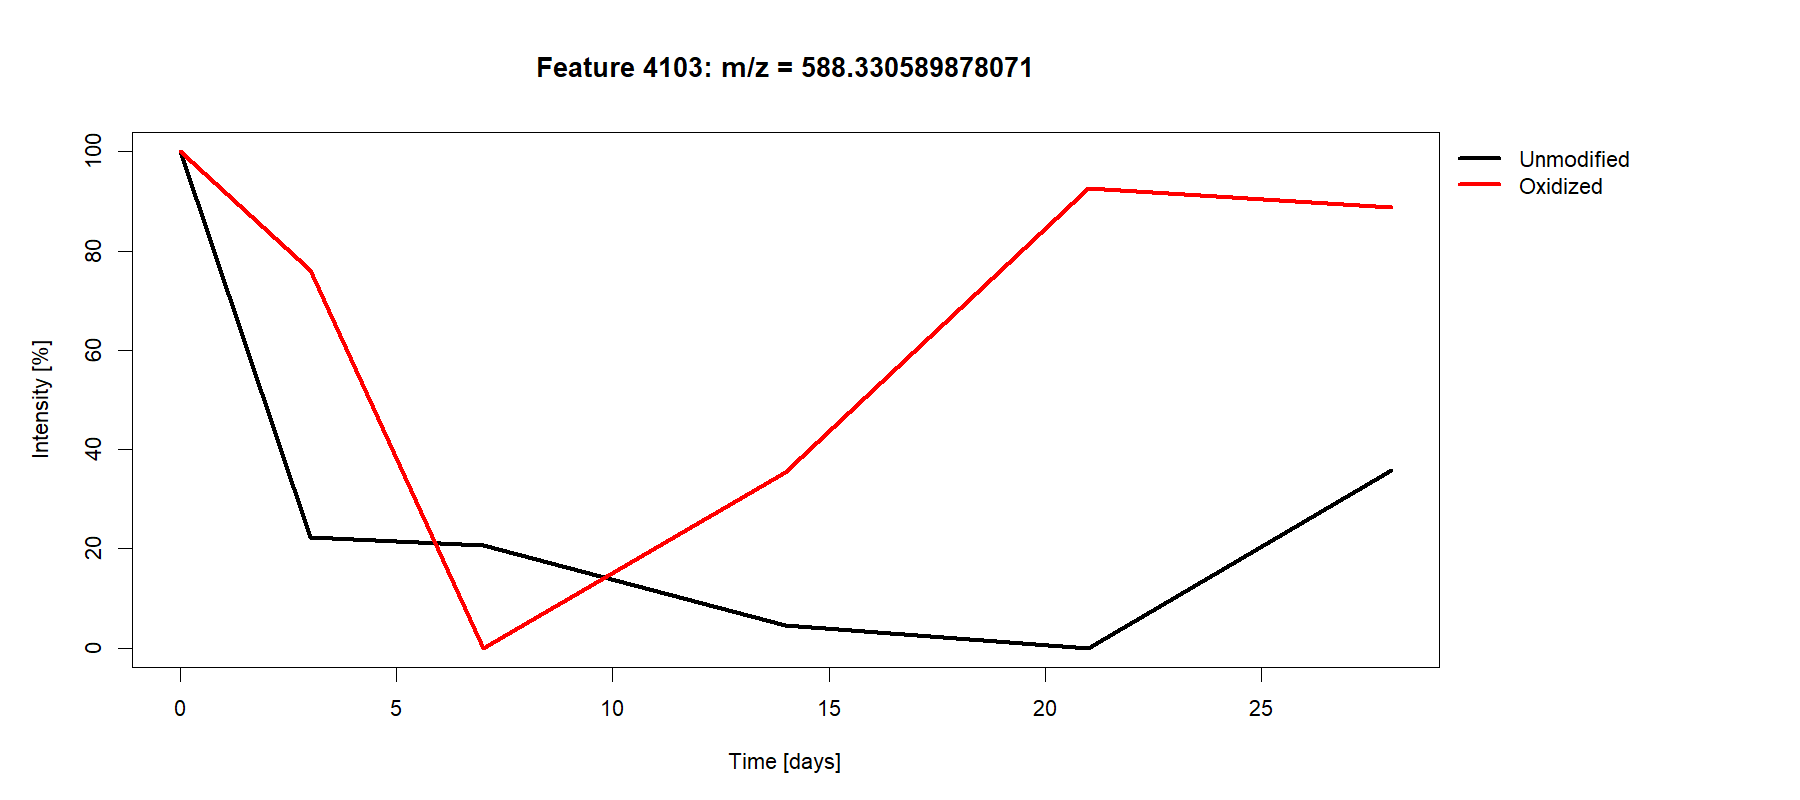 Feature 4103: m/z = 588.330589878071
Unmodified
Oxidized
Intensity [%]
100
80
60
40
20
0
0 5 10 15 20 25
Time [days]